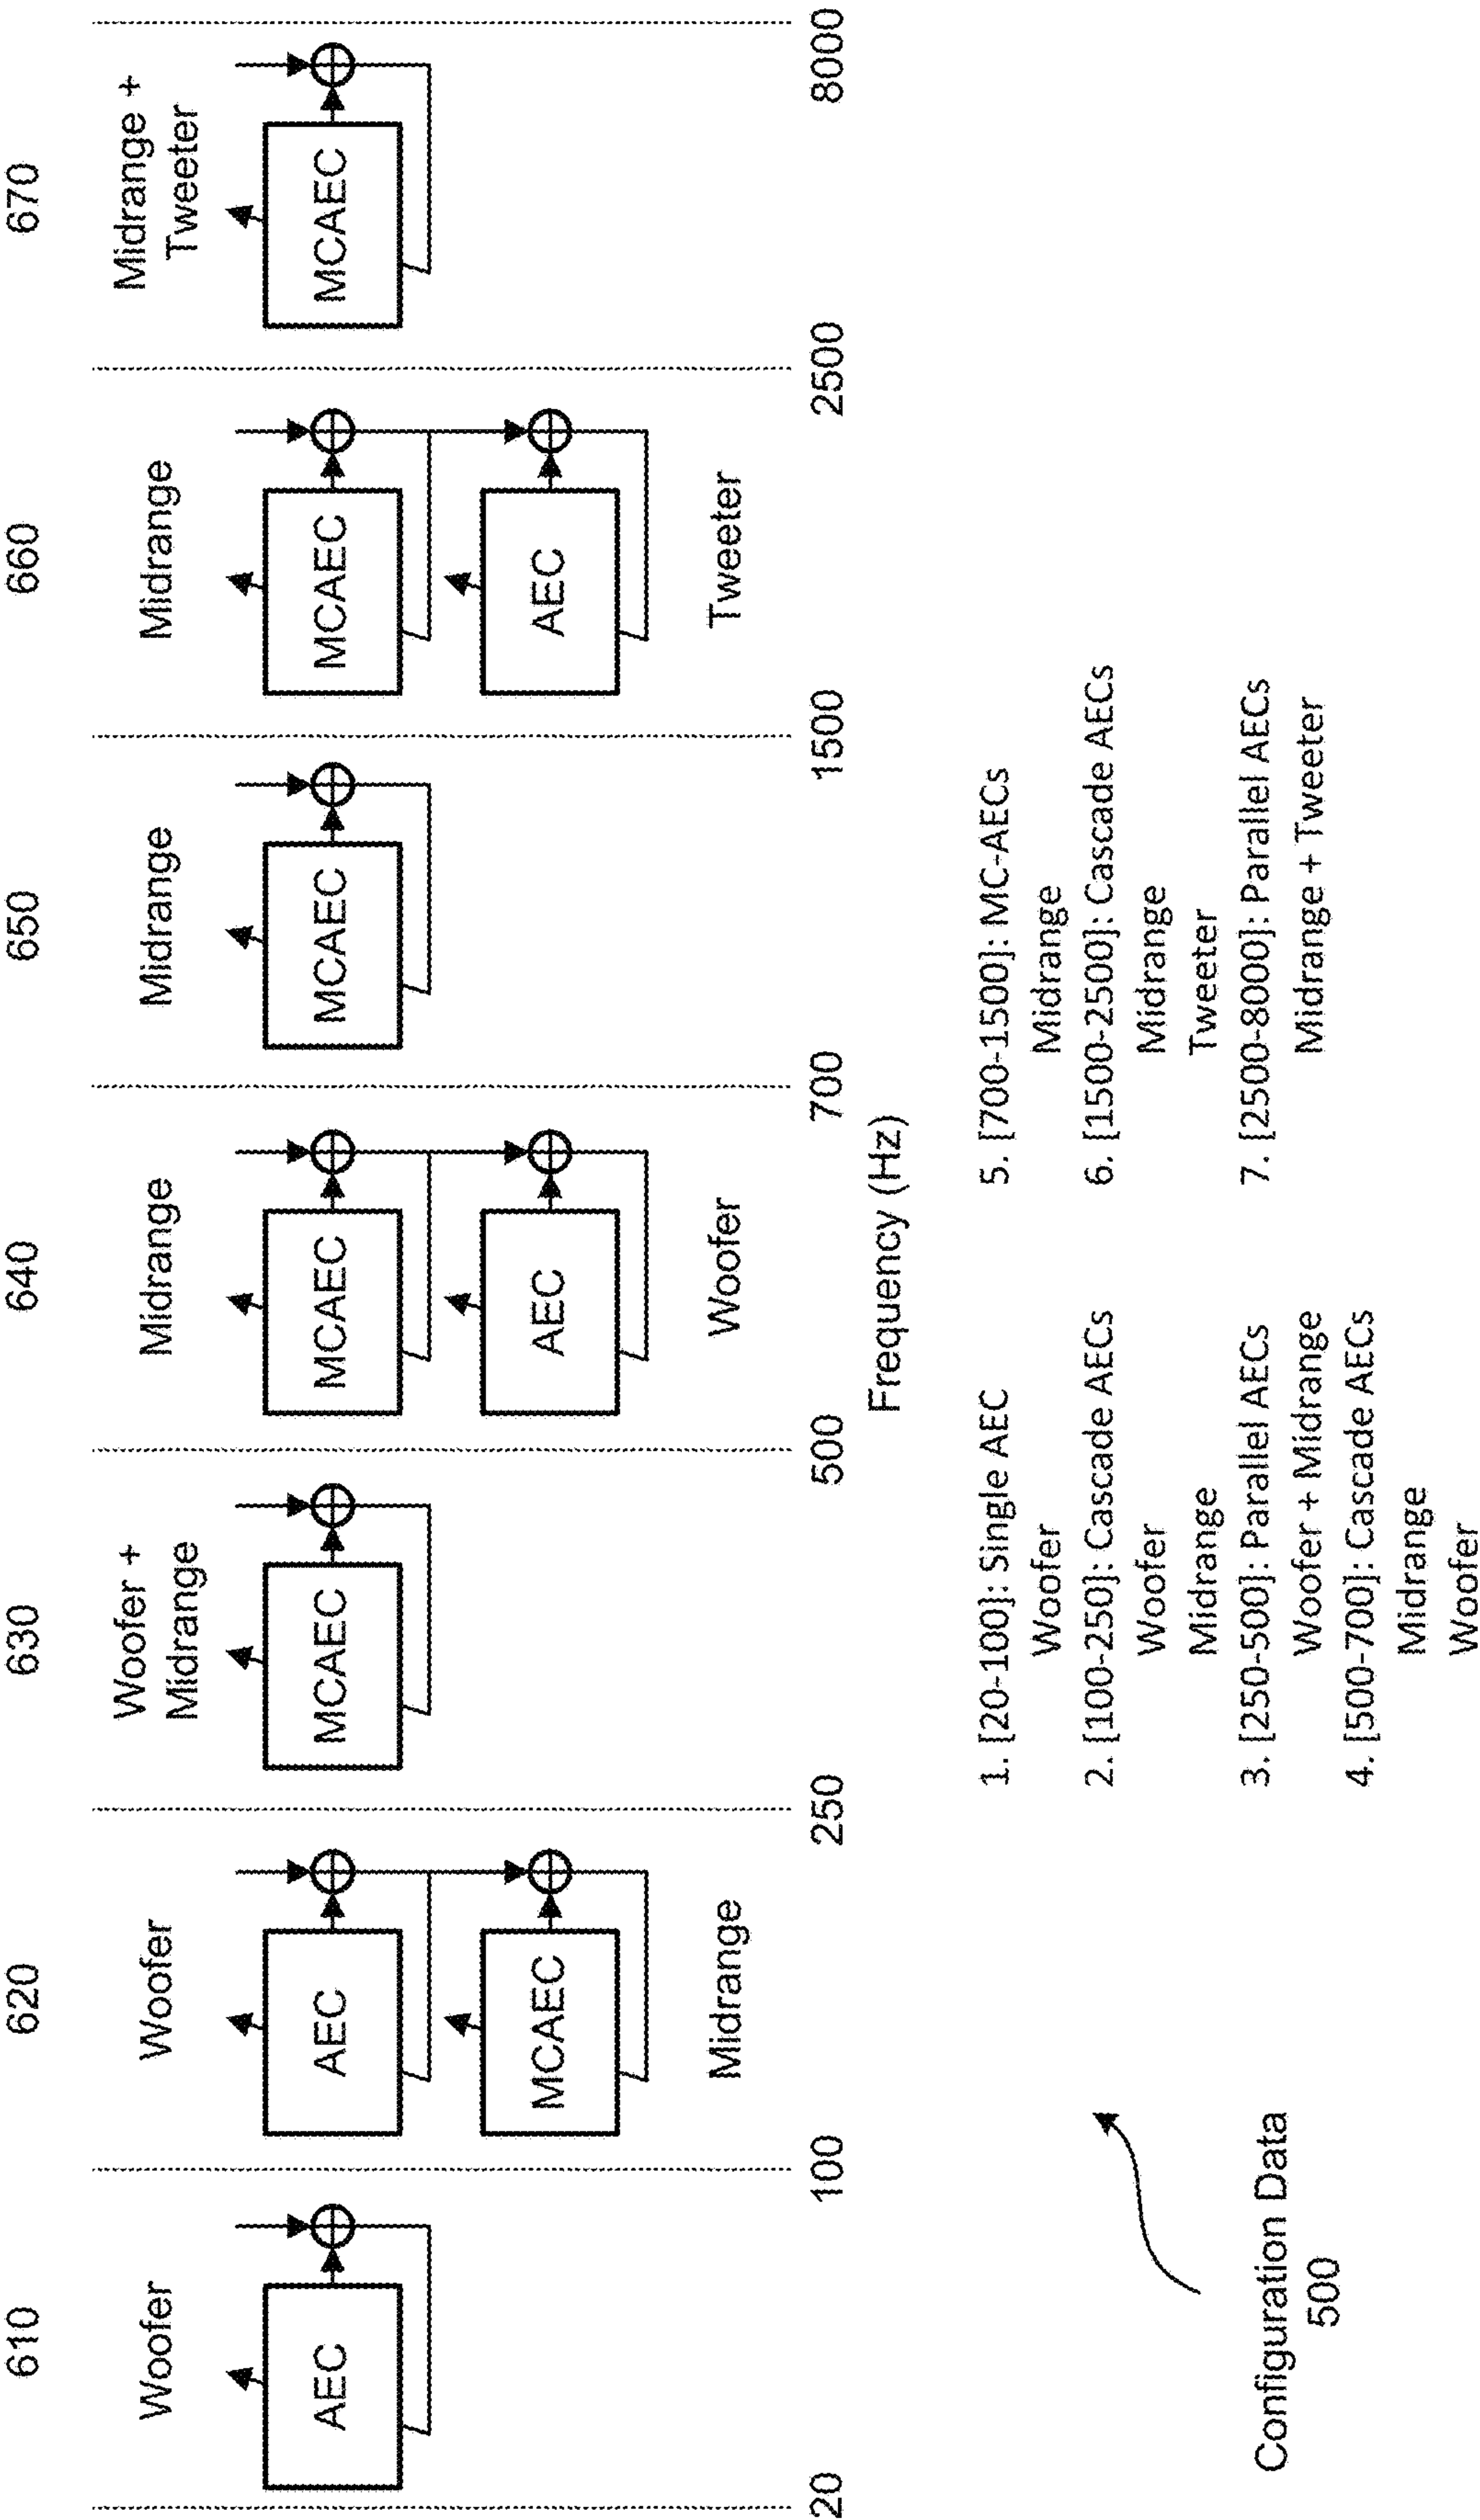 610
620
630
640
650
660
670
Woofer
Woofer
Woofer +
Midrange
Midrange
Midrange
Midrange
Midrange +
Tweeter
AEC
AEC
MCAEC
MCAEC
MCAEC
MCAEC
MCAEC
MCAEC
AEC
AEC
Midrange
Woofer
Tweeter
20
100
250
500
700
1500
2500
8000
Frequency (Hz)
1. [20-100]: Single AEC
Woofer
2. [100-250]: Cascade AECs
Woofer
Midrange
3. [250-500]: Parallel AECs
Woofer + Midrange
4. [500-700]: Cascade AECs
Midrange
Woofer
5. [700-1500]: MC-AECs
Midrange
6. [1500-2500]: Cascade AECs
Midrange
Tweeter
7. [2500-8000]: Parallel AECs
Midrange + Tweeter
Configuration Data
500